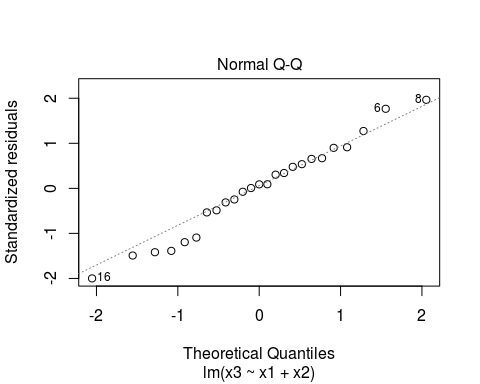 Normal Q-Q
Standardized residuals
2
1
0
-1
-2
6
8
16
-2 -1 0 1 2
Theoretical Quantiles
lm(x3 ~ x1 + x2)